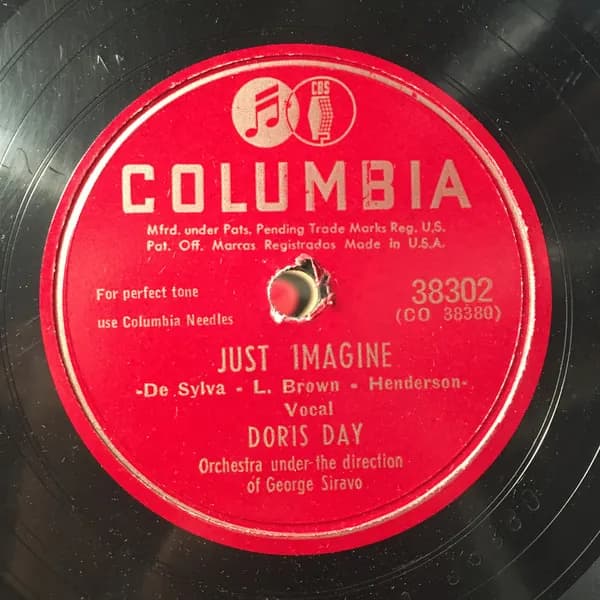 CBS
COLUMBIA
Mfrd. under Pats. Pending Trade Marks Reg. U.S.
Pat. Off. Marcas Registradas Made in U.S.A.
For perfect tone
use Columbia Needles
38302
(CO 38380)
JUST 1MAGINE
-De Sylva - L. Brown - Henderson-
Vocal
DORIS DAY
Orchestra under the direction
of George Siravo